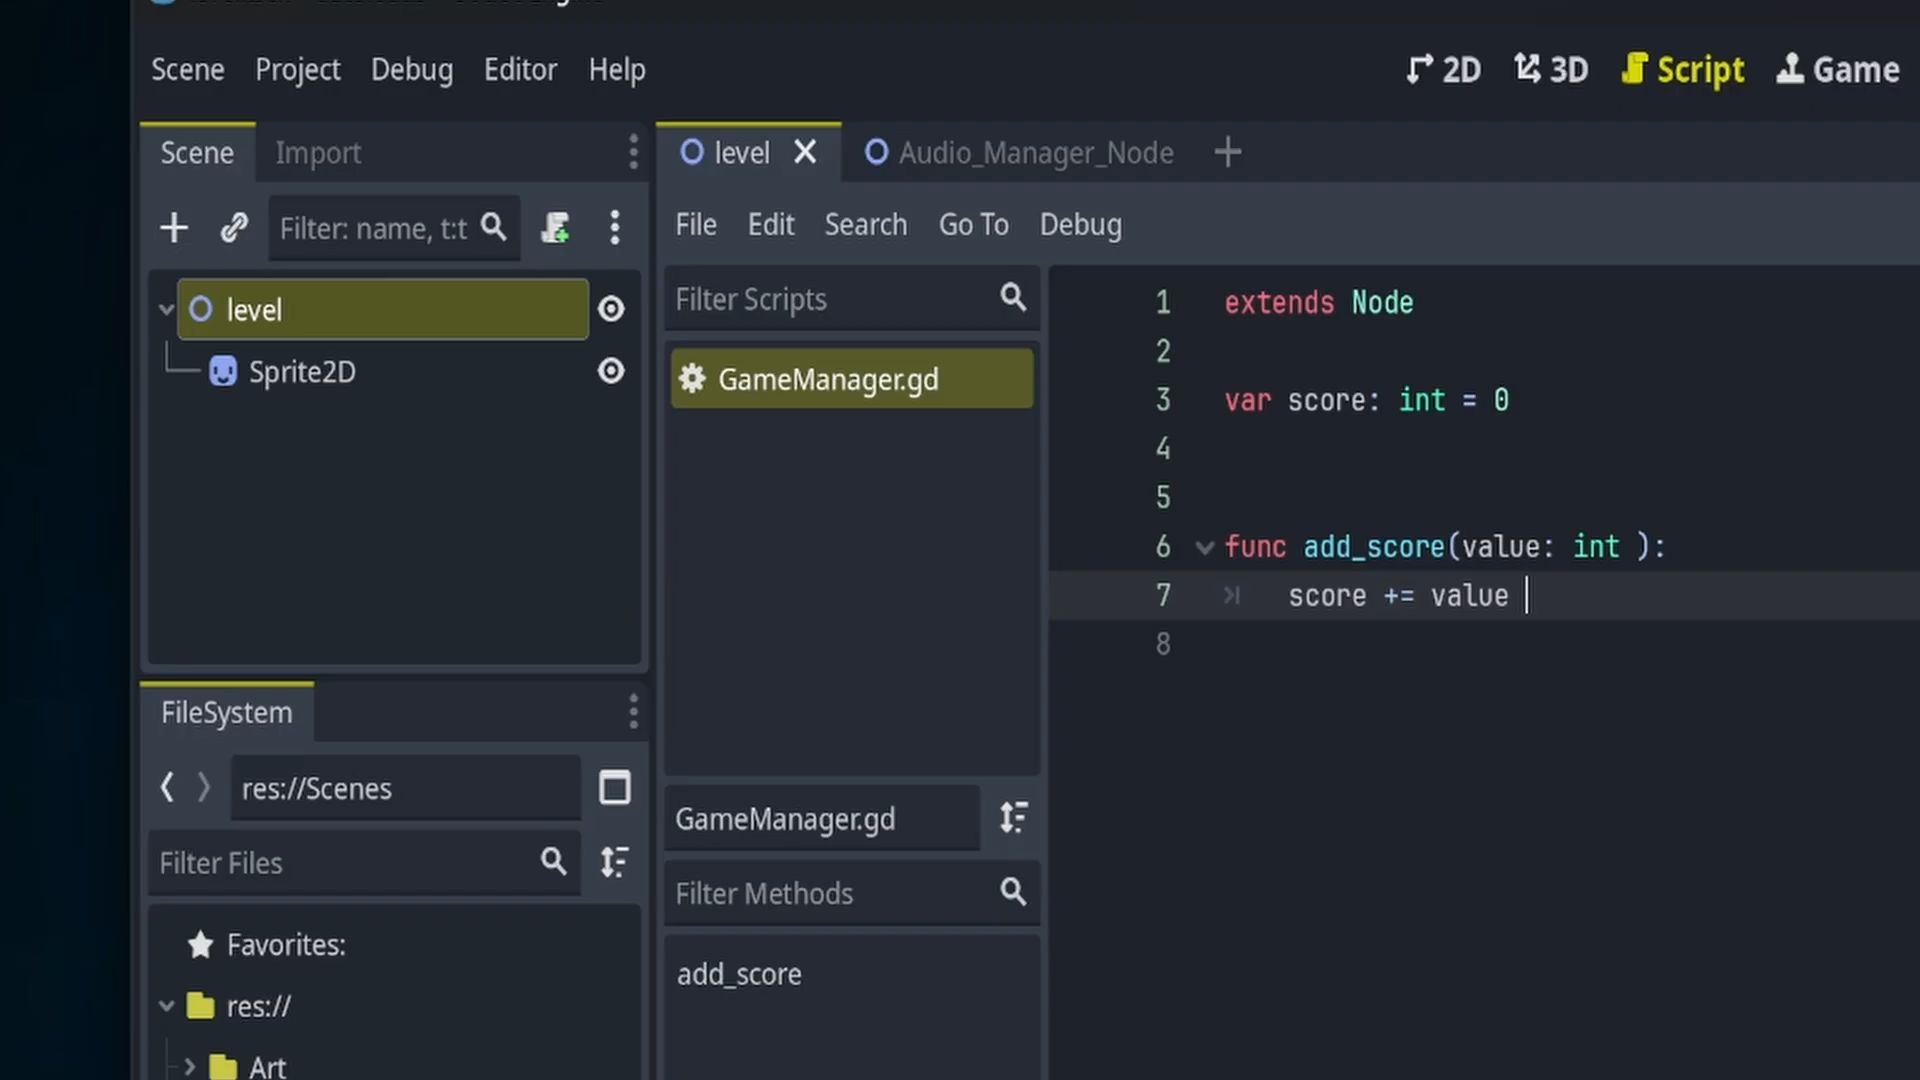 Scene Project Debug Editor Help
2D 3D Script Game
Scene Import
Filter: name, t:t
level
Sprite2D
FileSystem
res://Scenes
Filter Files
Favorites:
res://
Art
level Audio_Manager_Node
File Edit Search Go To Debug
Filter Scripts
GameManager.gd
GameManager.gd
Filter Methods
add_score
1 extends Node
2
3 var score: int = 0
4
5
6 func add_score(value: int ):
7 score += value
8